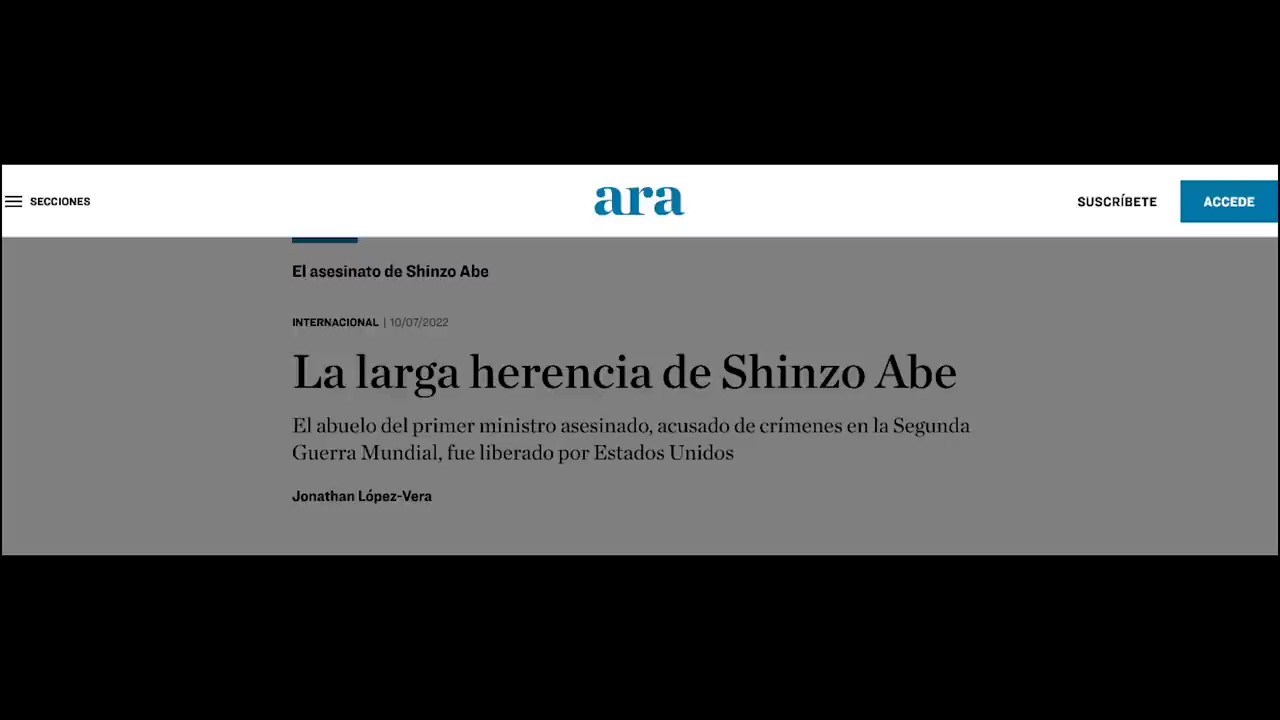 SECCIONES
ara
SUSCRÍBETE
ACCEDE
El asesinato de Shinzo Abe
INTERNACIONAL | 10/07/2022
La larga herencia de Shinzo Abe
El abuelo del primer ministro asesinado, acusado de crímenes en la Segunda
Guerra Mundial, fue liberado por Estados Unidos
Jonathan López-Vera